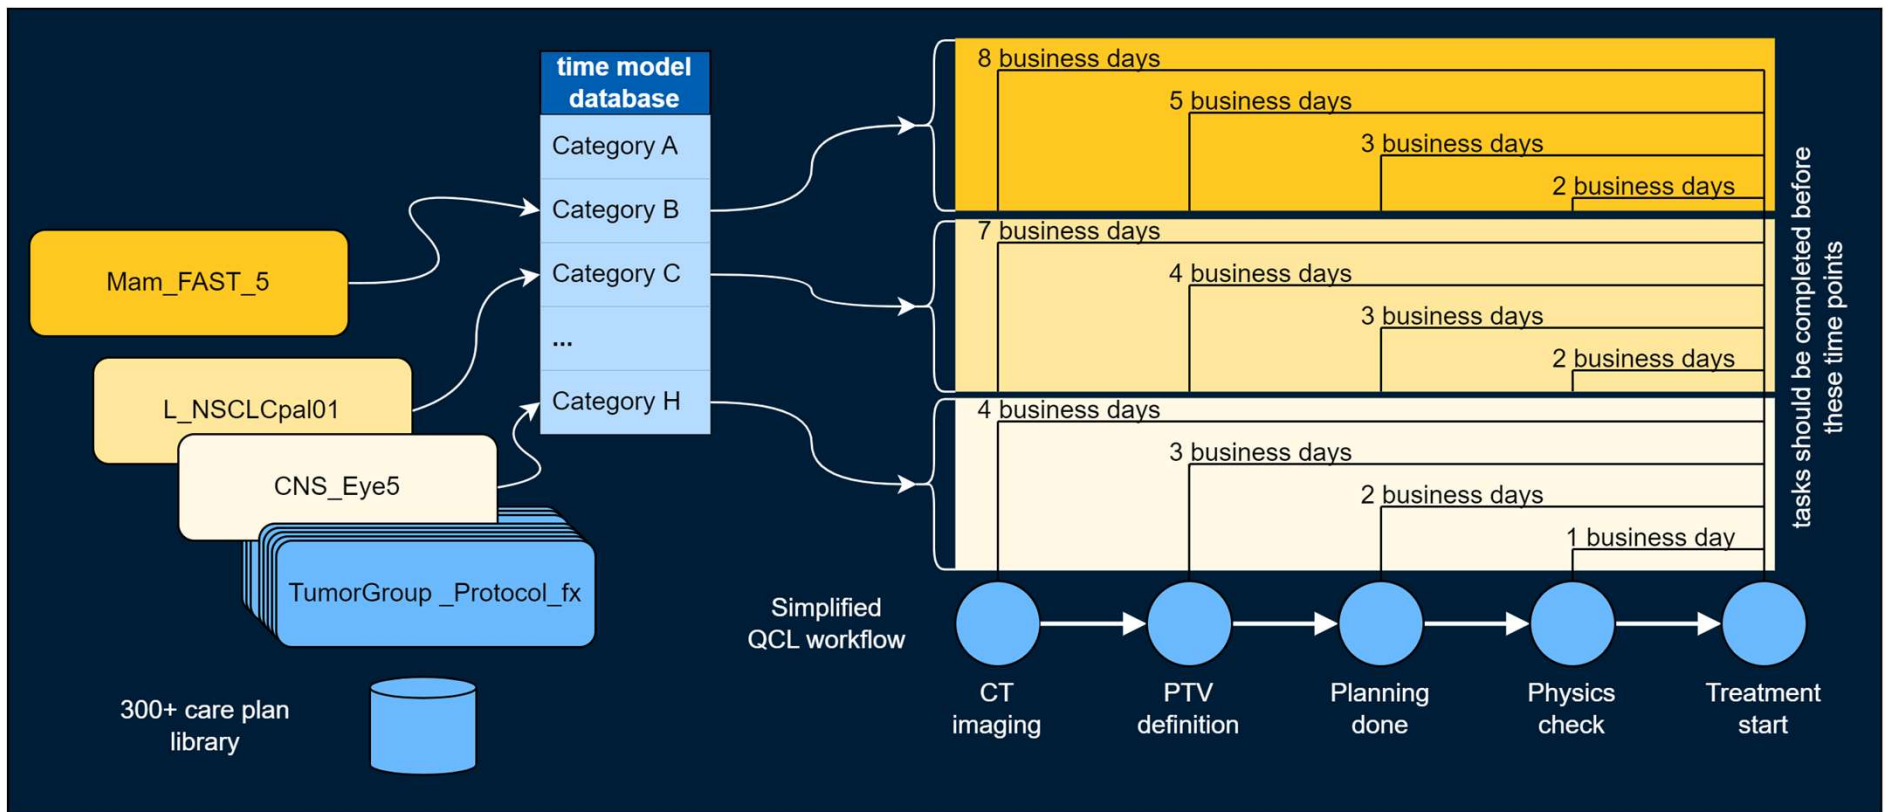 time model
database
Category A
Category B
Category C
...
Category H
Mam_FAST_5
L_NSCLCpal01
CNS_Eye5
TumorGroup _Protocol_fx
300+ care plan
library
8 business days
5 business days
3 business days
2 business days
7 business days
4 business days
3 business days
2 business days
4 business days
3 business days
2 business days
1 business day
tasks should be completed before
these time points
Simplified
QCL workflow
CT
imaging
PTV
definition
Planning
done
Physics
check
Treatment
start